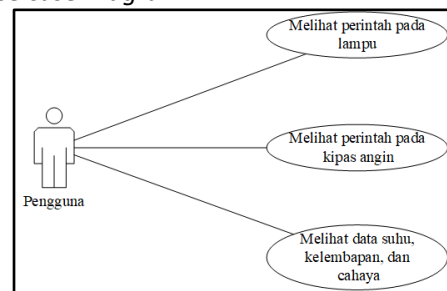 Melihat perintah pada
lampu
Melihat perintah pada
kipas angin
Pengguna
Melihat data suhu,
kelembapan, dan
cahaya